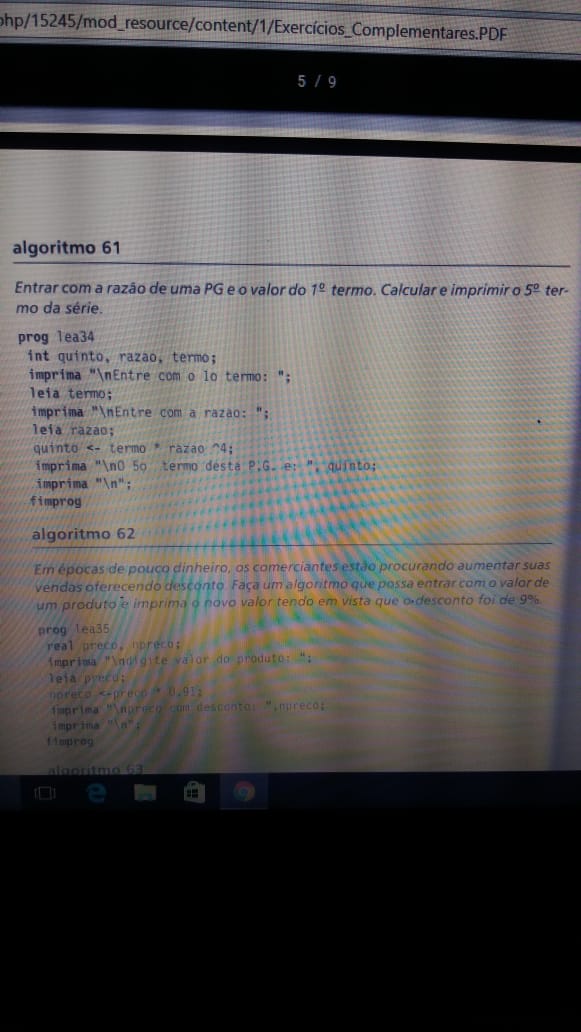 php/15245/mod_resource/content/1/Exercícios_Complementares.PDF
5 / 9
algoritmo 61
Entrar com a razão de uma PG e o valor do 1º termo. Calcular e imprimir o 5º ter-
mo da série.
prog lea34
int quinto, razao, termo;
imprima "\nEntre com o 1o termo: ";
leia termo;
imprima "\nEntre com a razao: ";
leia razao;
quinto <- termo * razao ^4;
imprima "\nO 5o termo desta P.G. e: ", quinto;
imprima "\n";
fimprog
algoritmo 62
Em épocas de pouco dinheiro, os comerciantes estão procurando aumentar suas
vendas oferecendo desconto. Faça um algoritmo que possa entrar com o valor de
um produto e imprima o novo valor tendo em vista que o desconto foi de 9%.
prog lea35
real preco, npreco;
imprima "\ndigite valor do produto: ";
leia preco;
npreco <-preco * 0.91;
imprima "\npreco com desconto: ",npreco;
imprima "\n";
fimprog
algoritmo 63